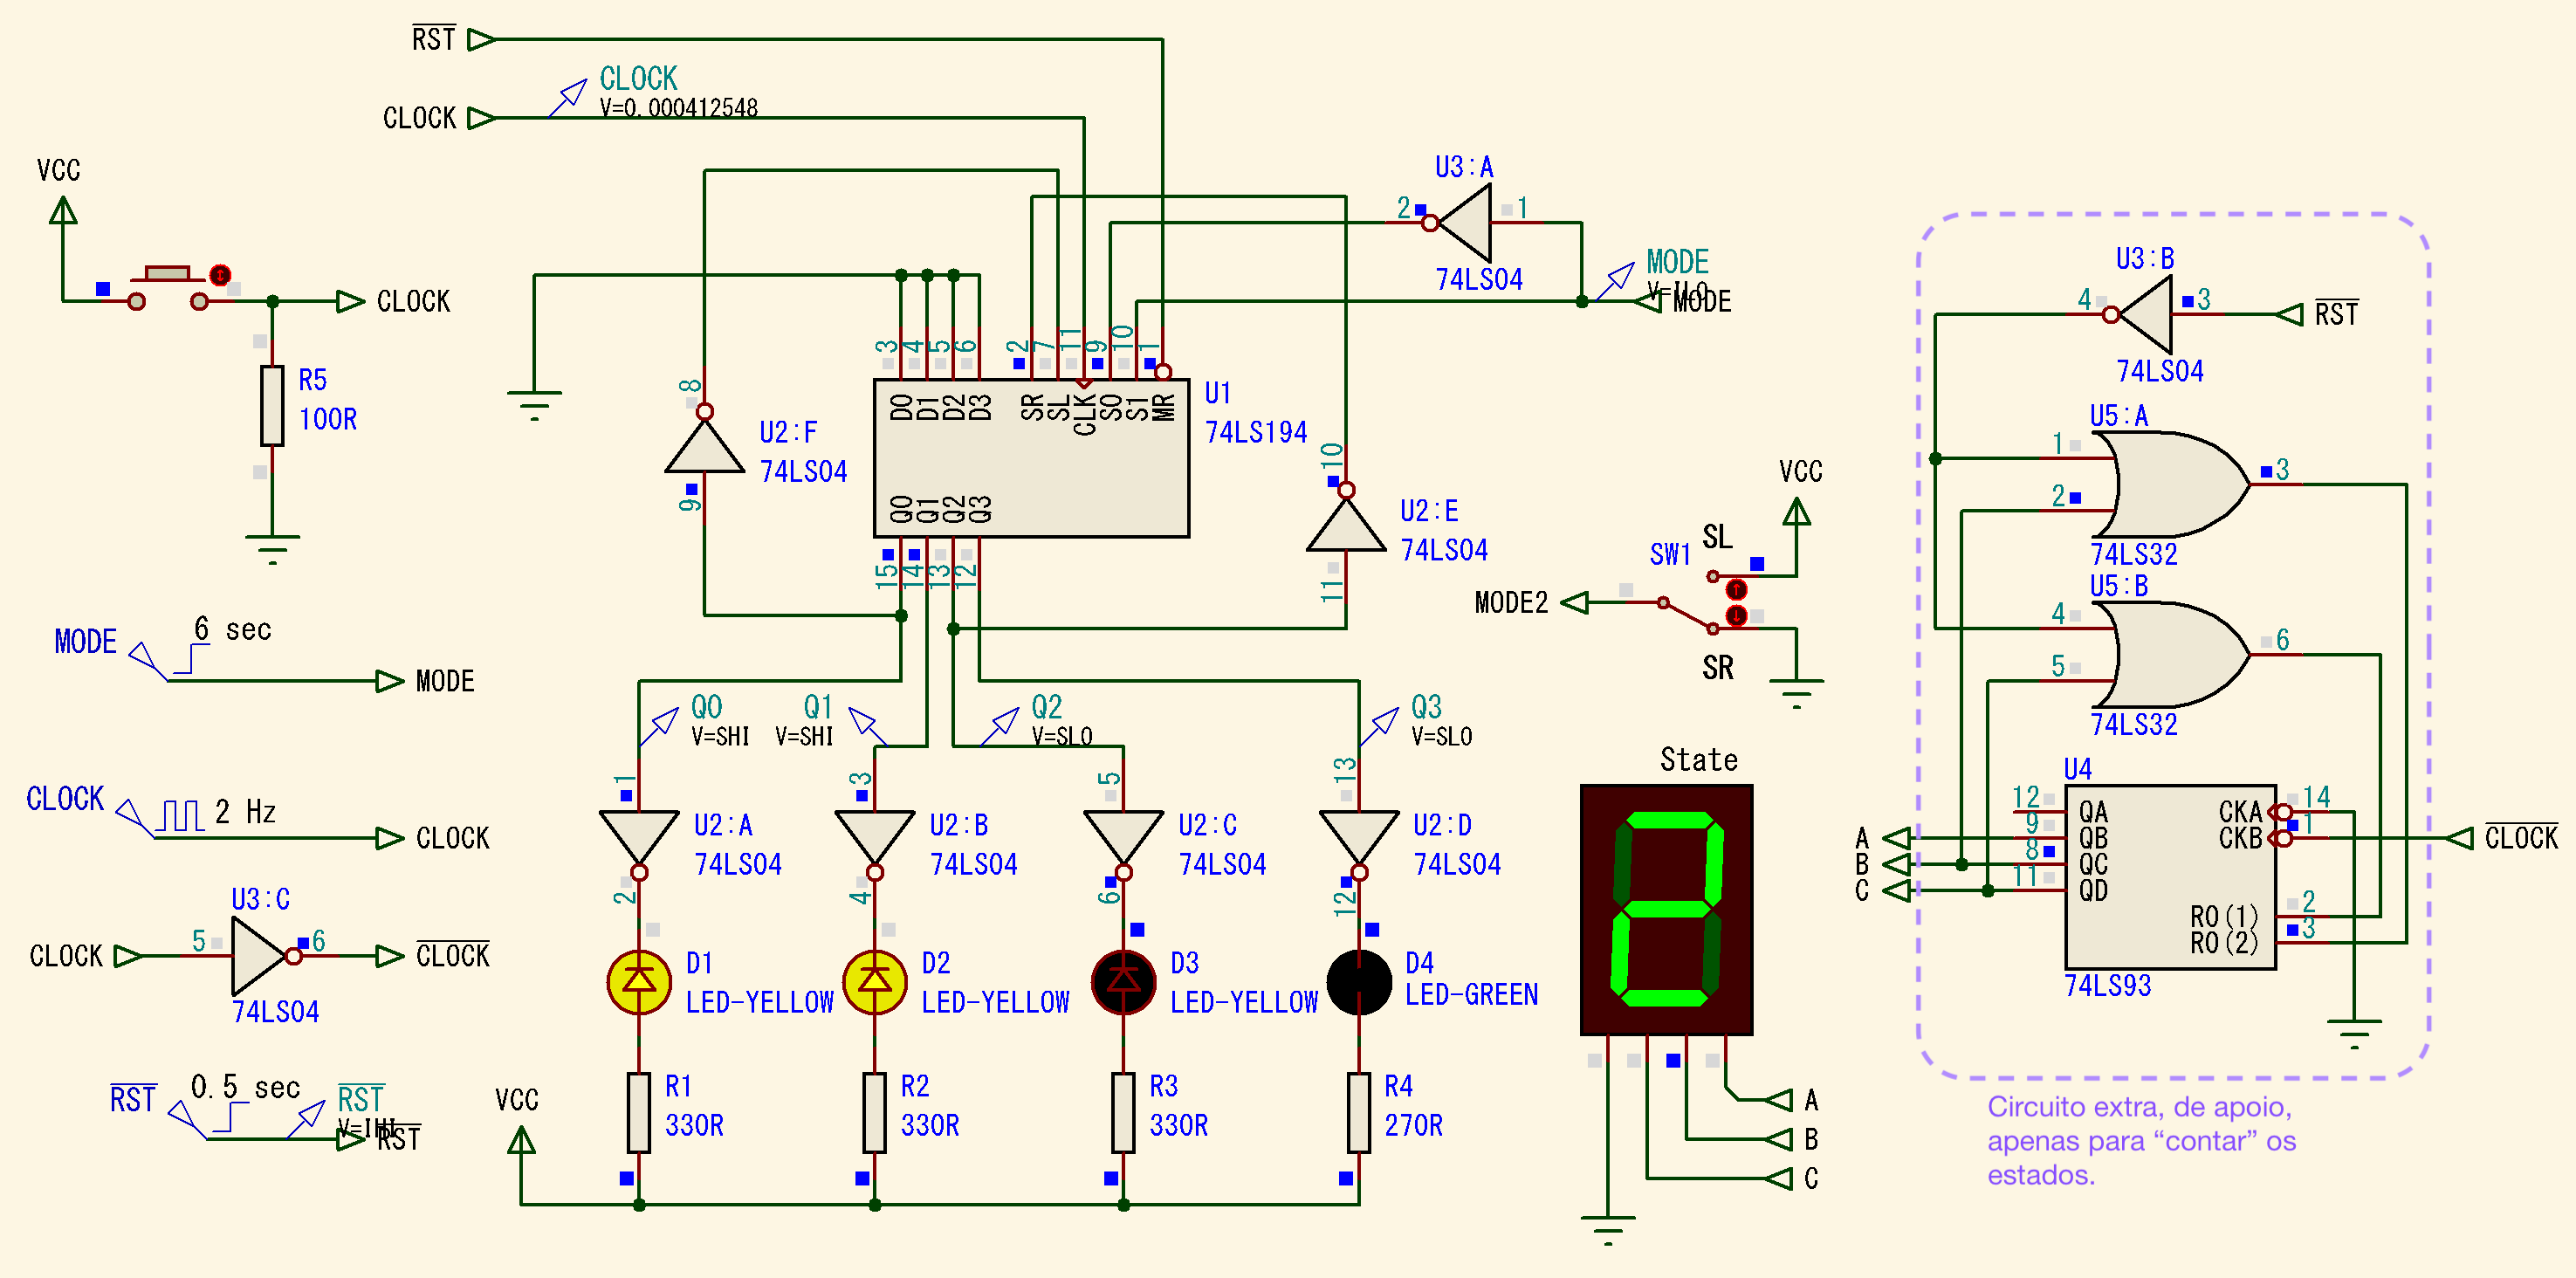 RST
CLOCK
V=0.000412548
CLOCK
VCC
CLOCK
R5
100R
MODE
6 sec
MODE
CLOCK
2 Hz
CLOCK
U3:C
CLOCK
5
6
CLOCK
74LS04
RST
0.5 sec
RST
V=IHI
RST
U3:A
2
1
74LS04
MODE
MODE
3
4
5
6
2
7
11
9
10
1
D0
D1
D2
D3
SR
SL
CLK
S0
S1
MR
U1
74LS194
Q0
Q1
Q2
Q3
15
14
13
12
8
U2:F
74LS04
9
10
U2:E
74LS04
11
VCC
SL
SW1
MODE2
SR
Q0
V=SHI
Q1
V=SHI
Q2
V=SLO
Q3
V=SLO
1
3
5
13
U2:A
74LS04
U2:B
74LS04
U2:C
74LS04
U2:D
74LS04
2
4
6
12
D1
LED-YELLOW
D2
LED-YELLOW
D3
LED-YELLOW
D4
LED-GREEN
VCC
R1
330R
R2
330R
R3
330R
R4
270R
State
A
B
C
U3:B
4
3
RST
74LS04
U5:A
1
2
3
74LS32
U5:B
4
5
6
74LS32
U4
12
QA
CKA
14
A
9
QB
CKB
1
CLOCK
B
8
QC
C
11
QD
R0(1)
2
R0(2)
3
74LS93
Circuito extra, de apoio,
apenas para “contar” os
estados.